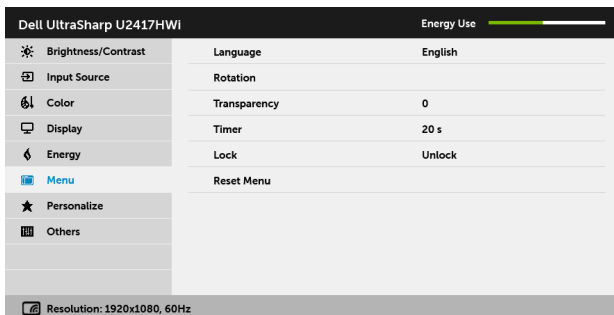 Dell UltraSharp U2417HWi Energy Use
Brightness/Contrast Language English
Input Source Rotation
Color Transparency 0
Display Timer 20 s
Energy Lock Unlock
Menu Reset Menu
Personalize
Others
Resolution: 1920x1080, 60Hz